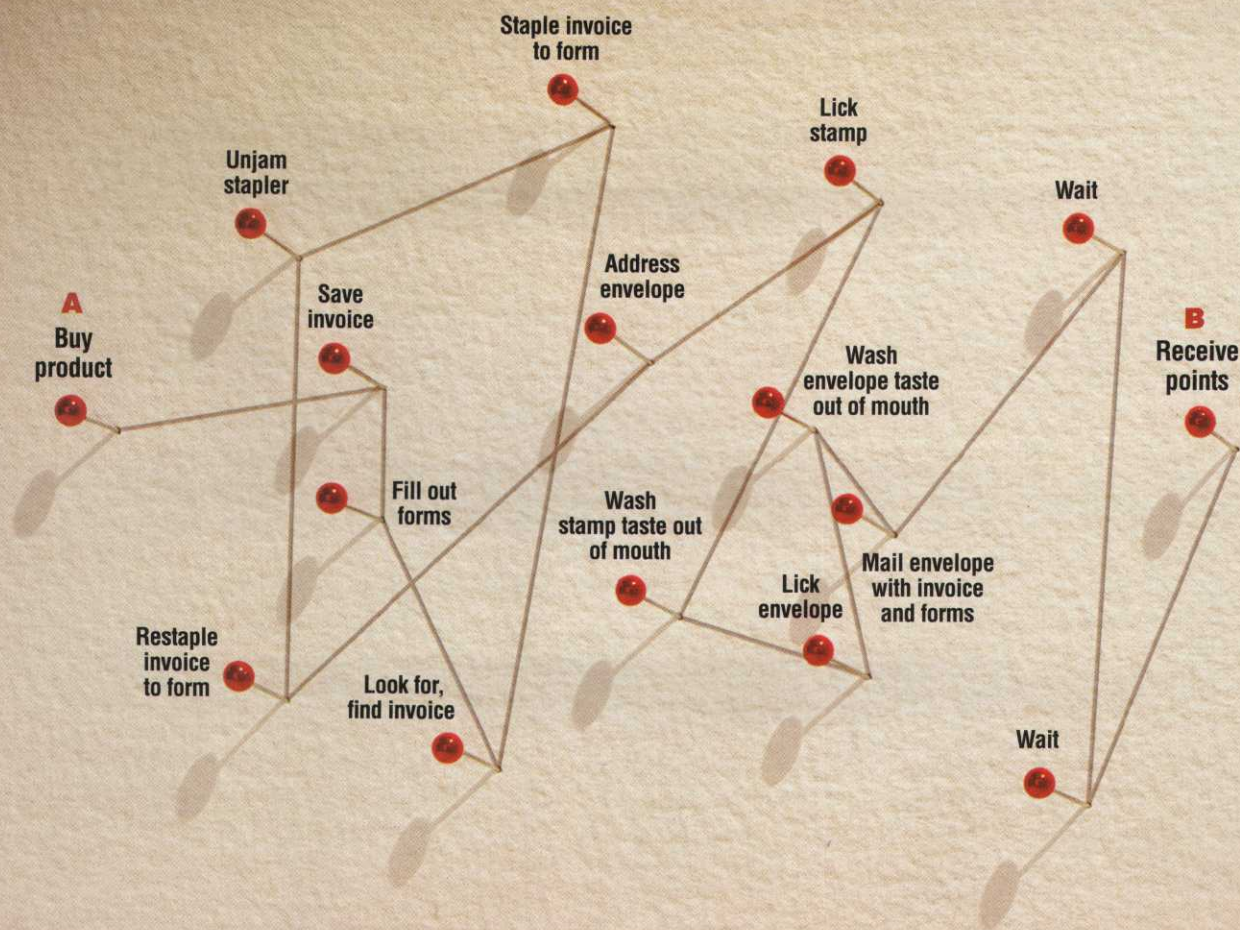 Staple invoice
to form
Lick
stamp
Unjam
stapler
Wait
Address
envelope
Save
invoice
A
Buy
product
B
Receive
points
Wash
envelope taste
out of mouth
Fill out
forms
Wash
stamp taste out
of mouth
Mail envelope
with invoice
and forms
Lick
envelope
Restaple
invoice
to form
Look for,
find invoice
Wait